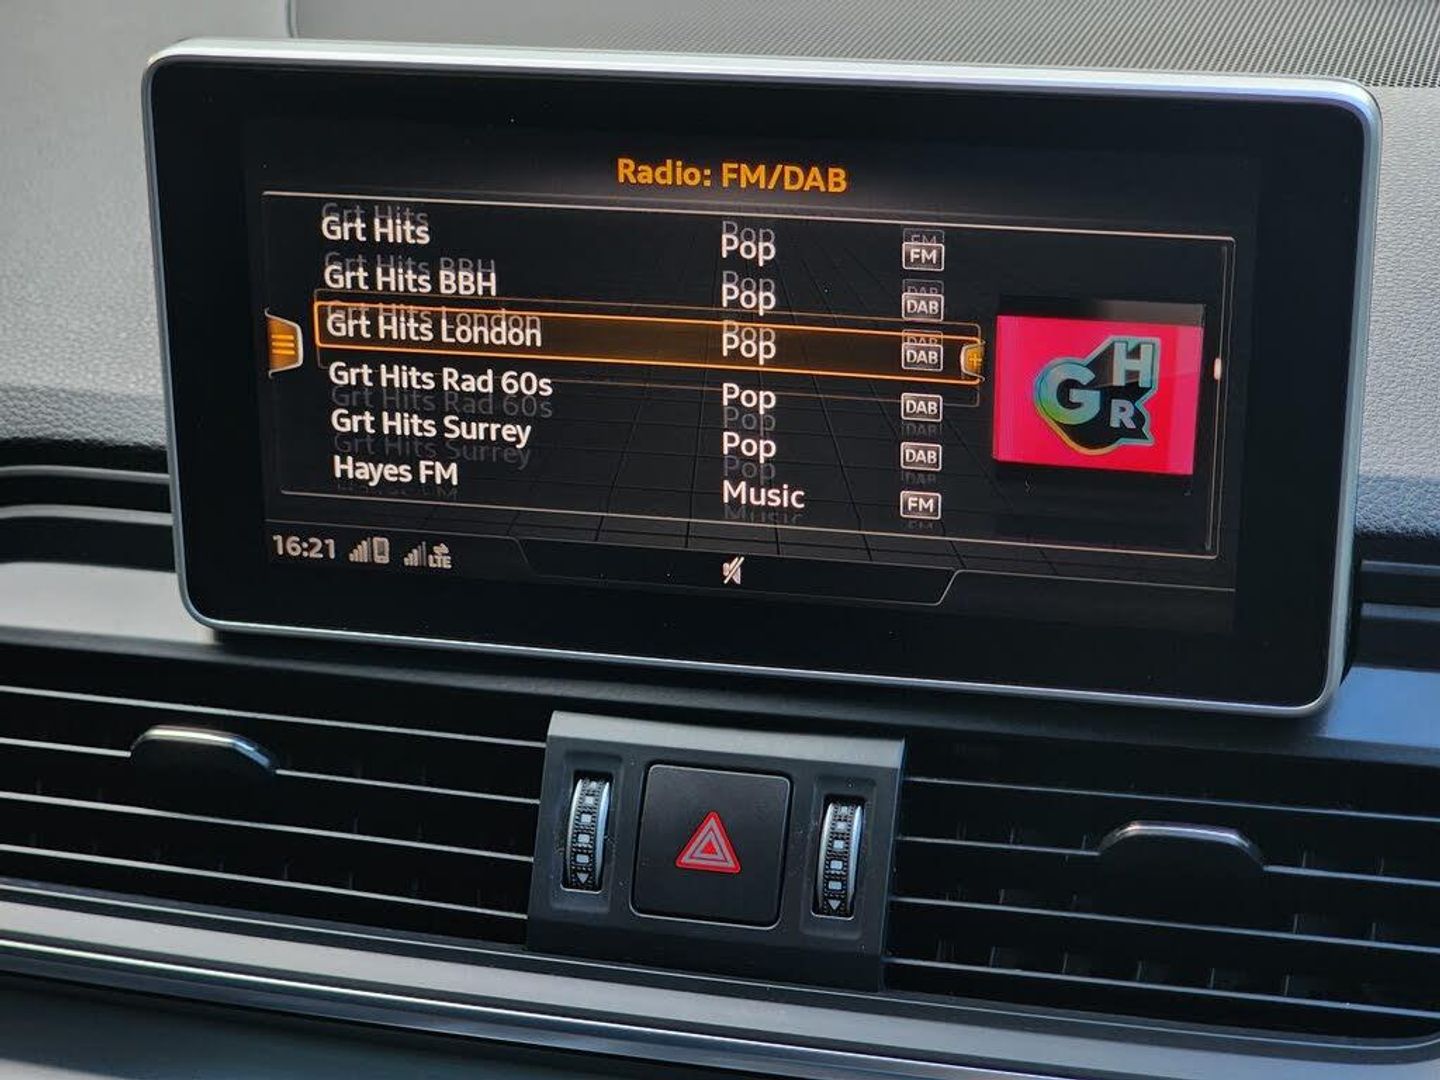 Radio: FM/DAB
Grt Hits Pop FM
Grt Hits BBH Pop DAB
Grt Hits London Pop DAB
Grt Hits Rad 60s Pop DAB
Grt Hits Surrey Pop DAB
Hayes FM Music FM
GHR
16:21 LTE